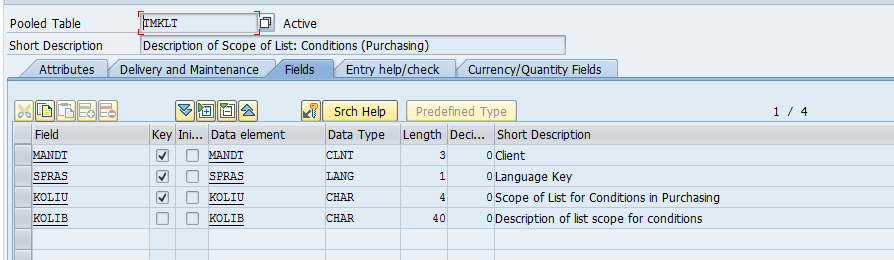 Pooled Table TMKLT Active
Short Description Description of Scope of List: Conditions (Purchasing)
Attributes Delivery and Maintenance Fields Entry help/check Currency/Quantity Fields
Srch Help Predefined Type 1 / 4
Field Key Ini... Data element Data Type Length Deci... Short Description
MANDT MANDT CLNT 3 0 Client
SPRAS SPRAS LANG 1 0 Language Key
KOLIU KOLIU CHAR 4 0 Scope of List for Conditions in Purchasing
KOLIB KOLIB CHAR 40 0 Description of list scope for conditions